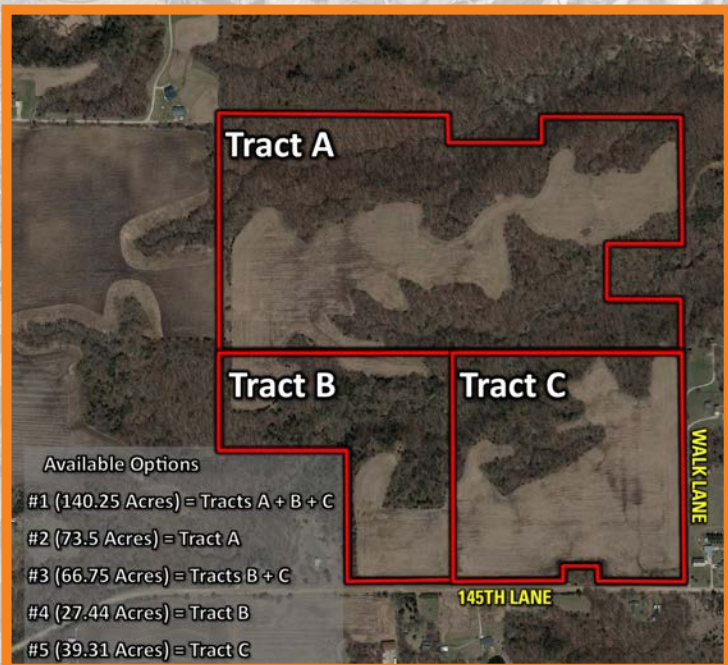 Tract A
Tract B
Tract C
WALK LANE
145TH LANE
Available Options
#1 (140.25 Acres) = Tracts A + B + C
#2 (73.5 Acres) = Tract A
#3 (66.75 Acres) = Tracts B + C
#4 (27.44 Acres) = Tract B
#5 (39.31 Acres) = Tract C